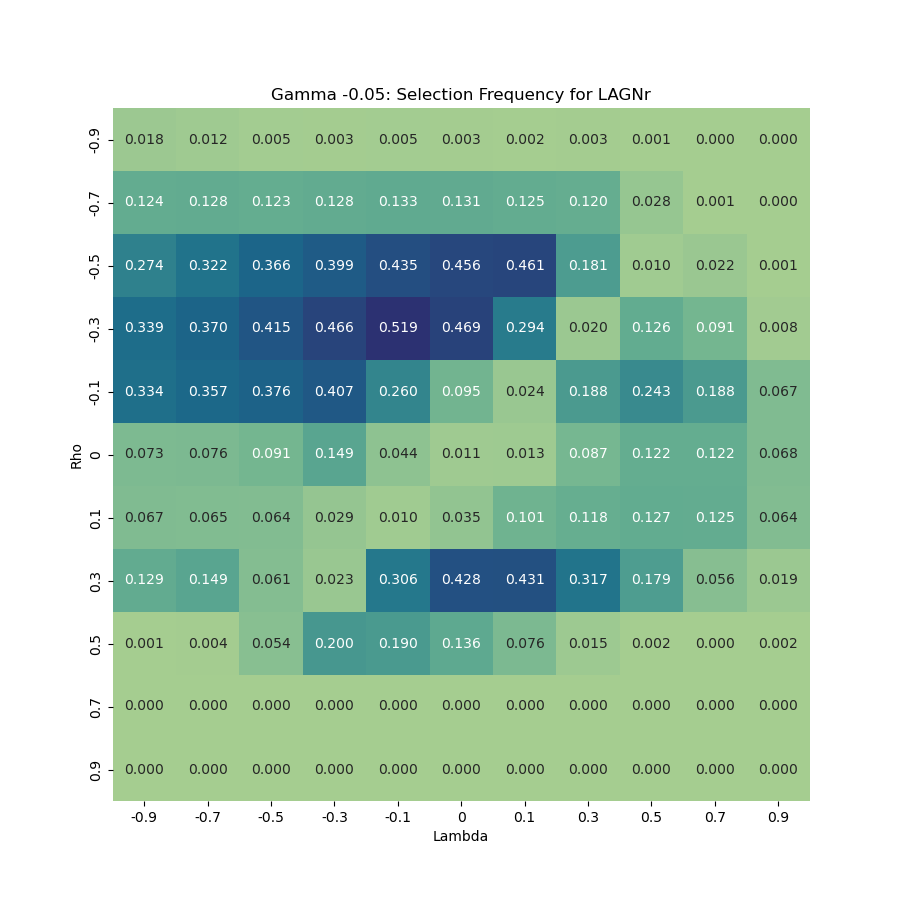 Gamma -0.05: Selection Frequency for LAGNr
-0.9 0.018 0.012 0.005 0.003 0.005 0.003 0.002 0.003 0.001 0.000 0.000
-0.7 0.124 0.128 0.123 0.128 0.133 0.131 0.125 0.120 0.028 0.001 0.000
-0.5 0.274 0.322 0.366 0.399 0.435 0.456 0.461 0.181 0.010 0.022 0.001
-0.3 0.339 0.370 0.415 0.466 0.519 0.469 0.294 0.020 0.126 0.091 0.008
-0.1 0.334 0.357 0.376 0.407 0.260 0.095 0.024 0.188 0.243 0.188 0.067
Rho
0 0.073 0.076 0.091 0.149 0.044 0.011 0.013 0.087 0.122 0.122 0.068
0.1 0.067 0.065 0.064 0.029 0.010 0.035 0.101 0.118 0.127 0.125 0.064
0.3 0.129 0.149 0.061 0.023 0.306 0.428 0.431 0.317 0.179 0.056 0.019
0.5 0.001 0.004 0.054 0.200 0.190 0.136 0.076 0.015 0.002 0.000 0.002
0.7 0.000 0.000 0.000 0.000 0.000 0.000 0.000 0.000 0.000 0.000 0.000
0.9 0.000 0.000 0.000 0.000 0.000 0.000 0.000 0.000 0.000 0.000 0.000
-0.9 -0.7 -0.5 -0.3 -0.1 0 0.1 0.3 0.5 0.7 0.9
Lambda